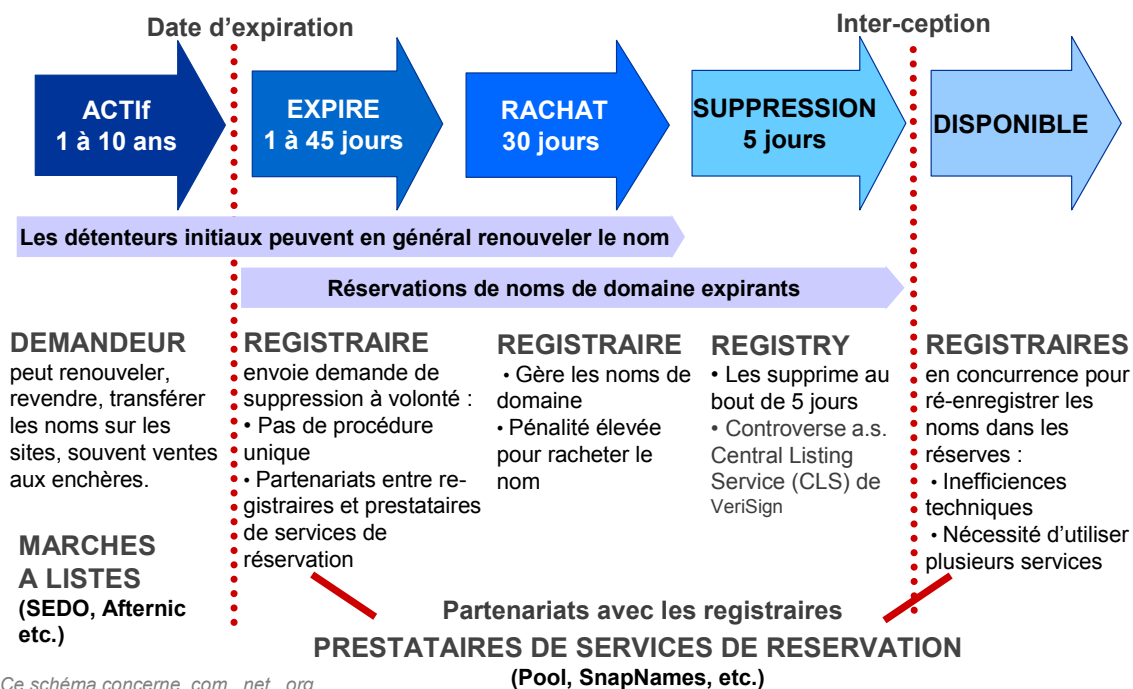 Date d’expiration
Inter-ception
ACTIf
1 à 10 ans
EXPIRE
1 à 45 jours
RACHAT
30 jours
SUPPRESSION
5 jours
DISPONIBLE
Les détenteurs initiaux peuvent en général renouveler le nom
Réservations de noms de domaine expirants
DEMANDEUR
peut renouveler,
revendre, transférer
les noms sur les
sites, souvent ventes
aux enchères.
MARCHES
A LISTES
(SEDO, Afternic
etc.)
REGISTRAIRE
envoie demande de
suppression à volonté :
• Pas de procédure
unique
• Partenariats entre re-
gistraires et prestataires
de services de
réservation
REGISTRAIRE
• Gère les noms de
domaine
• Pénalité élevée
pour racheter le
nom
REGISTRY
• Les supprime au
bout de 5 jours
• Controverse a.s.
Central Listing
Service (CLS) de
VeriSign
REGISTRAIRES
en concurrence pour
ré-enregistrer les
noms dans les
réserves :
• Inefficiences
techniques
• Nécessité d’utiliser
plusieurs services
Partenariats avec les registraires
PRESTATAIRES DE SERVICES DE RESERVATION
(Pool, SnapNames, etc.)
Ce schéma concerne .com, .net, .org